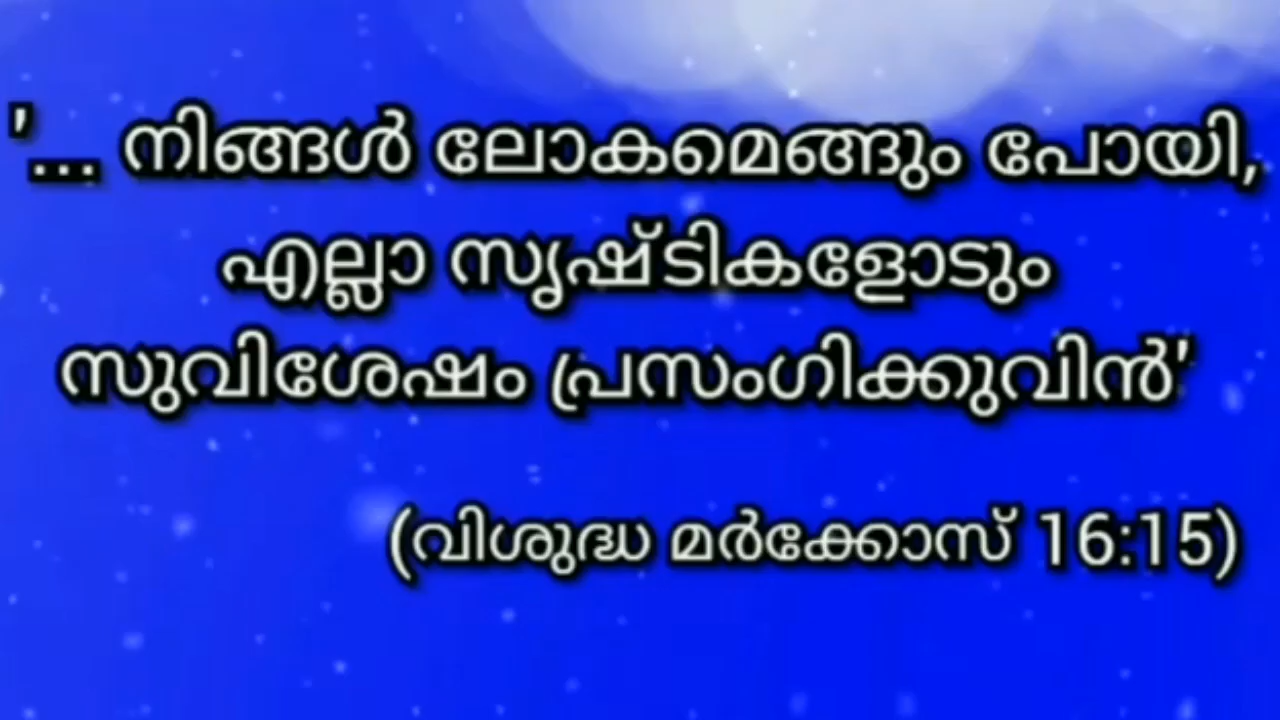 '... നിങ്ങൾ ലോകമെങ്ങും പോയി,
എല്ലാ സൃഷ്ടികളോടും
സുവിശേഷം പ്രസംഗിക്കുവിൻ'
(വിശുദ്ധ മർക്കോസ് 16:15)